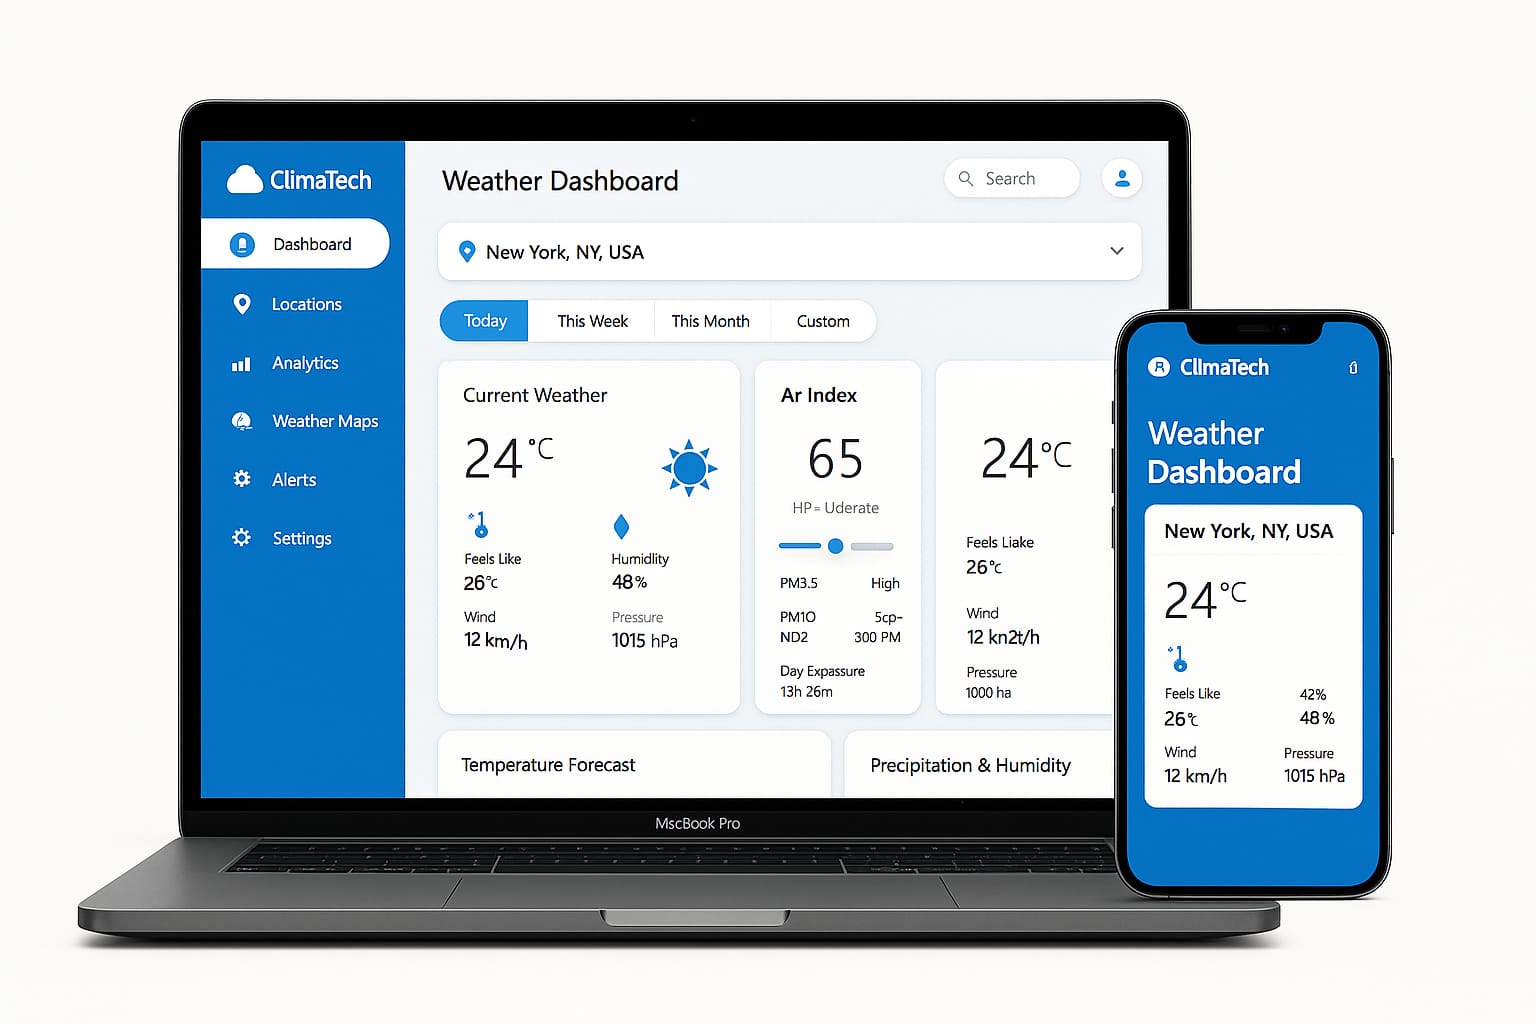 ClimaTech
Dashboard
Locations
Analytics
Weather Maps
Alerts
Settings
Weather Dashboard
Search
New York, NY, USA
Today This Week This Month Custom
Current Weather
24°C
Feels Like
26°c
Humidlity
48%
Wind
12 km/h
Pressure
1015 hPa
Ar Index
65
HP= Uderate
PM3.5 High
PM1O 5cp-
ND2 300 PM
Day Expassure
13h 26m
24°C
Feels Liake
26°c
Wind
12 kn2t/h
Pressure
1000 ha
Temperature Forecast
Precipitation & Humidity
MscBook Pro
R CllmaTech
Weather
Dashboard
New York, NY, USA
24°C
Feels Like 42%
26°c 48%
Wind Pressure
12 km/h 1015 hPa